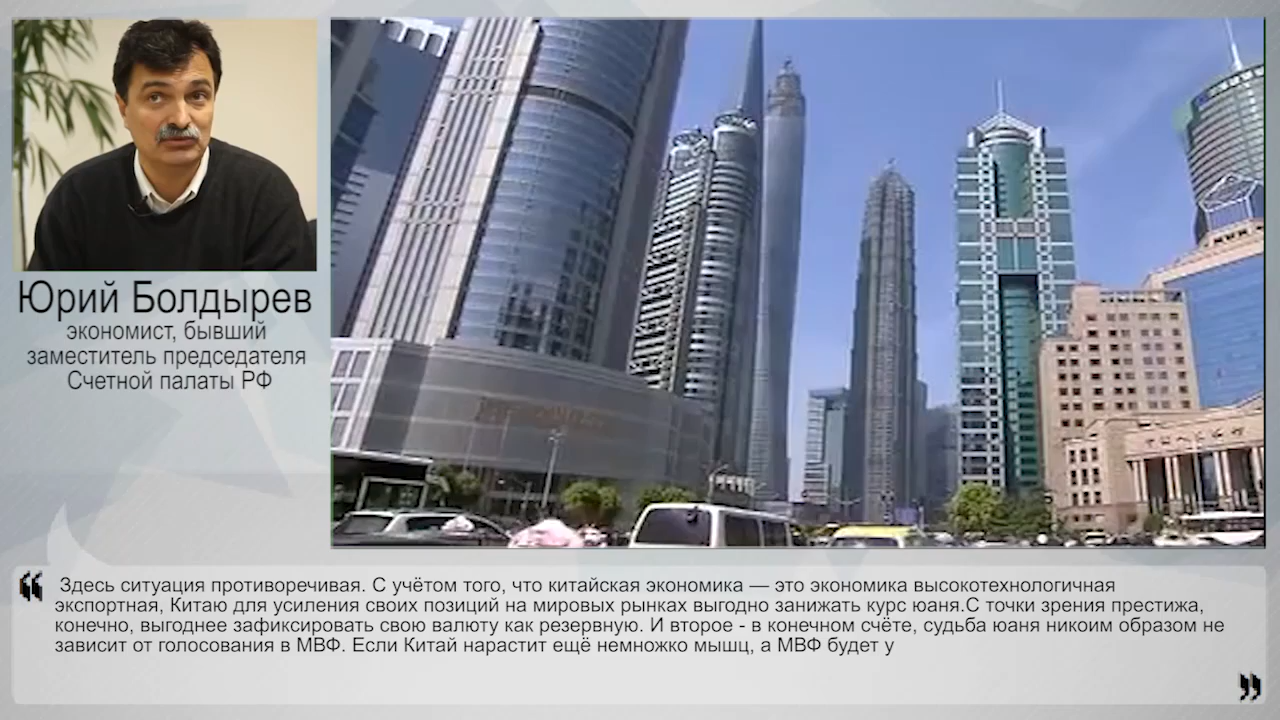 Юрий Болдырев
экономист, бывший
заместитель председателя
Счетной палаты РФ
“ Здесь ситуация противоречивая. С учётом того, что китайская экономика — это экономика высокотехнологичная
экспортная, Китаю для усиления своих позиций на мировых рынках выгодно занижать курс юаня.С точки зрения престижа,
конечно, выгоднее зафиксировать свою валюту как резервную. И второе - в конечном счёте, судьба юаня никоим образом не
зависит от голосования в МВФ. Если Китай нарастит ещё немножко мышц, а МВФ будет у
”